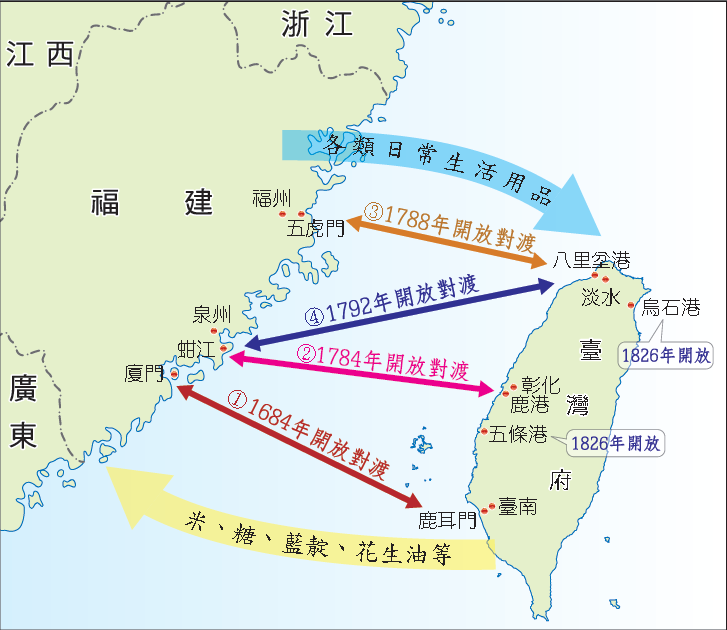 浙江
江西
各類日常生活用品
福建
福州
五虎門
③1788年開放對渡
八里坌港
淡水
烏石港
1826年開放
④1792年開放對渡
泉州
蚶江
②1784年開放對渡
廈門
①1684年開放對渡
廣東
臺灣府
彰化
鹿港
五條港
1826年開放
臺南
鹿耳門
米、糖、藍靛、花生油等